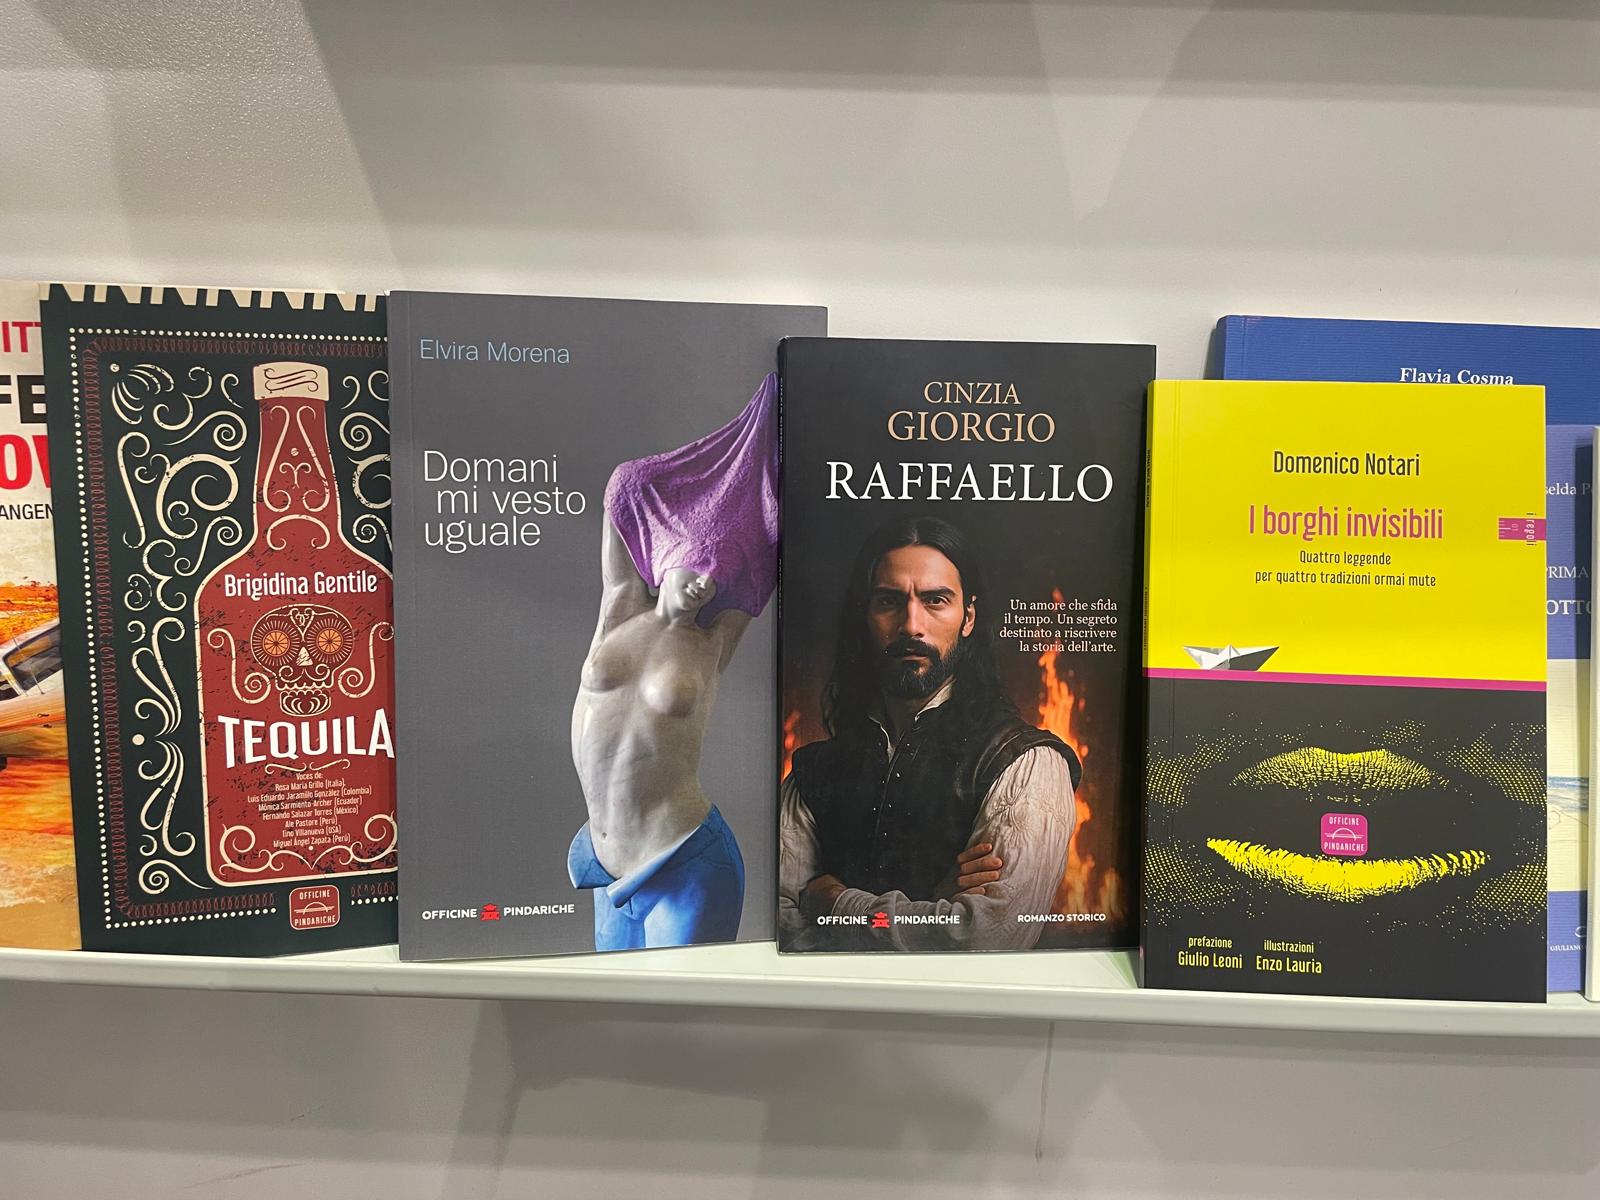 Brigidina Gentile
TEQUILA
Voces de:
Rosa Maria Grillo (Italia),
Luis Eduardo Jaramillo González (Colombia)
Mónica Sarmiento-Archer (Ecuador)
Fernando Salazar Torres (México)
Ale Pastore (Perú)
Tino Villanueva (USA)
Miguel Ángel Zapata (Perú)
OFFICINE
PINDARICHE
Elvira Morena
Domani
mi vesto
uguale
OFFICINE PINDARICHE
CINZIA
GIORGIO
RAFFAELLO
Un amore che sfida
il tempo. Un segreto
destinato a riscrivere
la storia dell'arte.
OFFICINE PINDARICHE
ROMANZO STORICO
Domenico Notari
I borghi invisibili
Quattro leggende
per quattro tradizioni ormai mute
i regoli
OFFICINE
PINDARICHE
prefazione
Giulio Leoni
illustrazioni
Enzo Lauria
Flavia Cosma